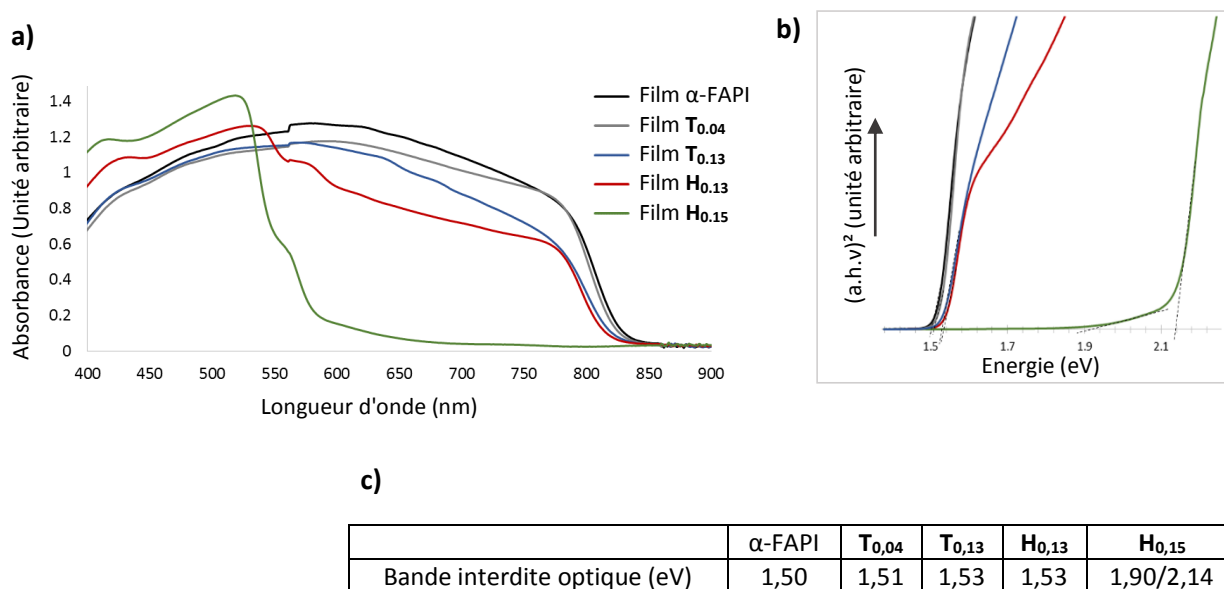 a)
1.4
1.2
1
0.8
0.6
0.4
0.2
0
Absorbance (Unité arbitraire)
400 450 500 550 600 650 700 750 800 850 900
Longueur d'onde (nm)
Film α-FAPI
Film T0.04
Film T0.13
Film H0.13
Film H0.15
b)
(a.h.ν)² (unité arbitraire)
1.5 1.7 1.9 2.1
Energie (eV)
c)
α-FAPI T0,04 T0,13 H0,13 H0,15
Bande interdite optique (eV) 1,50 1,51 1,53 1,53 1,90/2,14